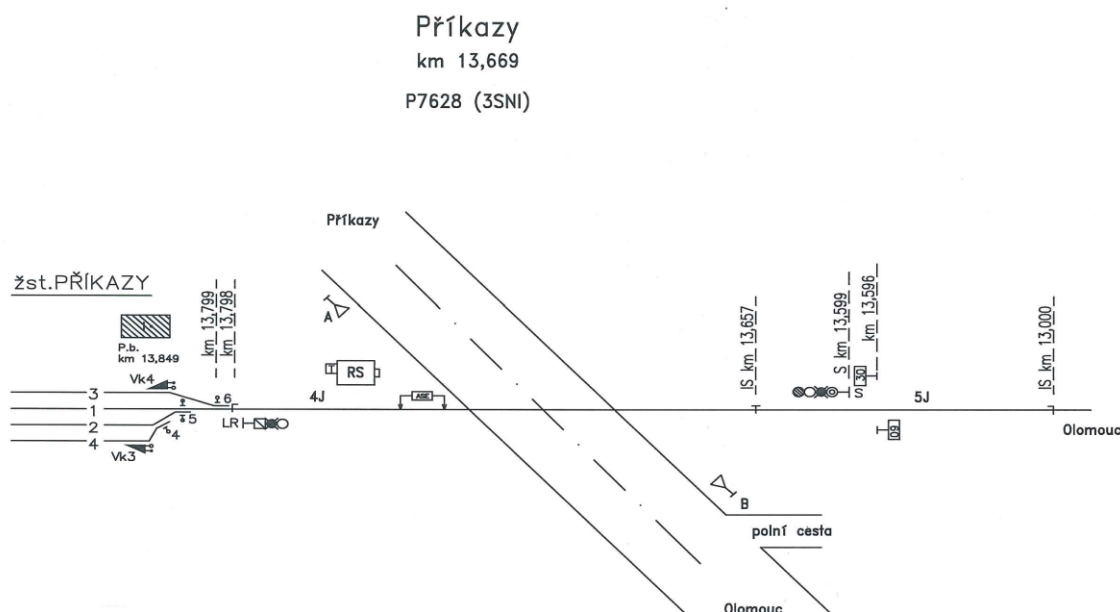 Příkazy
km 13,669
P7628 (3SNI)
Příkazy
žst.PŘÍKAZY
km 13,799
km 13,798
A
IS km 13,657
S km 13,599
km 13,596
IS km 13,000
P.b.
km 13,849
RS
Vk4
30
S
3
6
4J
ASE
5J
1
5
2
LR
60
Olomouc
4
4
Vk3
B
polní cesta
Olomouc